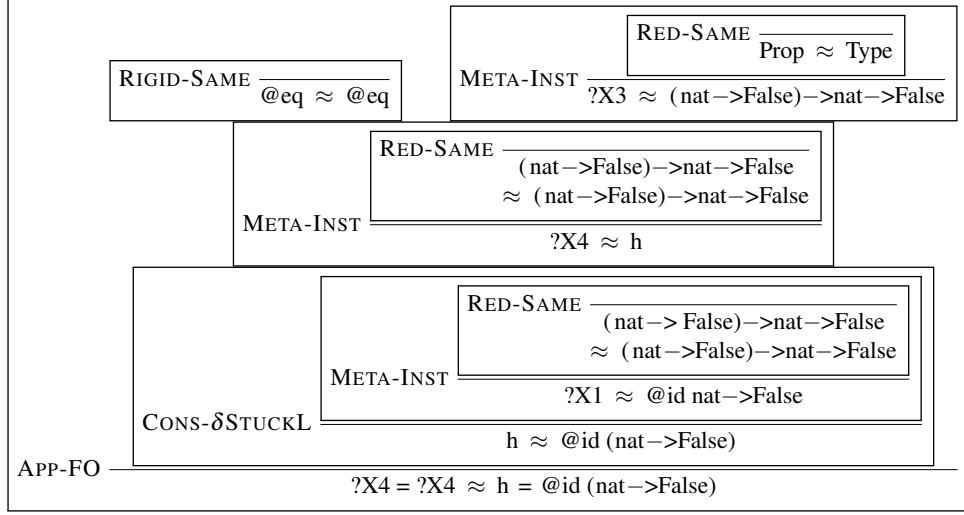 RED-SAME
Prop ≈ Type
META-INST
?X3 ≈ (nat−>False)−>nat−>False
RIGID-SAME
@eq ≈ @eq
RED-SAME
(nat−>False)−>nat−>False
≈ (nat−>False)−>nat−>False
META-INST
?X4 ≈ h
RED-SAME
(nat−> False)−>nat−>False
≈ (nat−>False)−>nat−>False
META-INST
?X1 ≈ @id nat−>False
CONS-δSTUCKL
h ≈ @id (nat−>False)
APP-FO
?X4 = ?X4 ≈ h = @id (nat−>False)